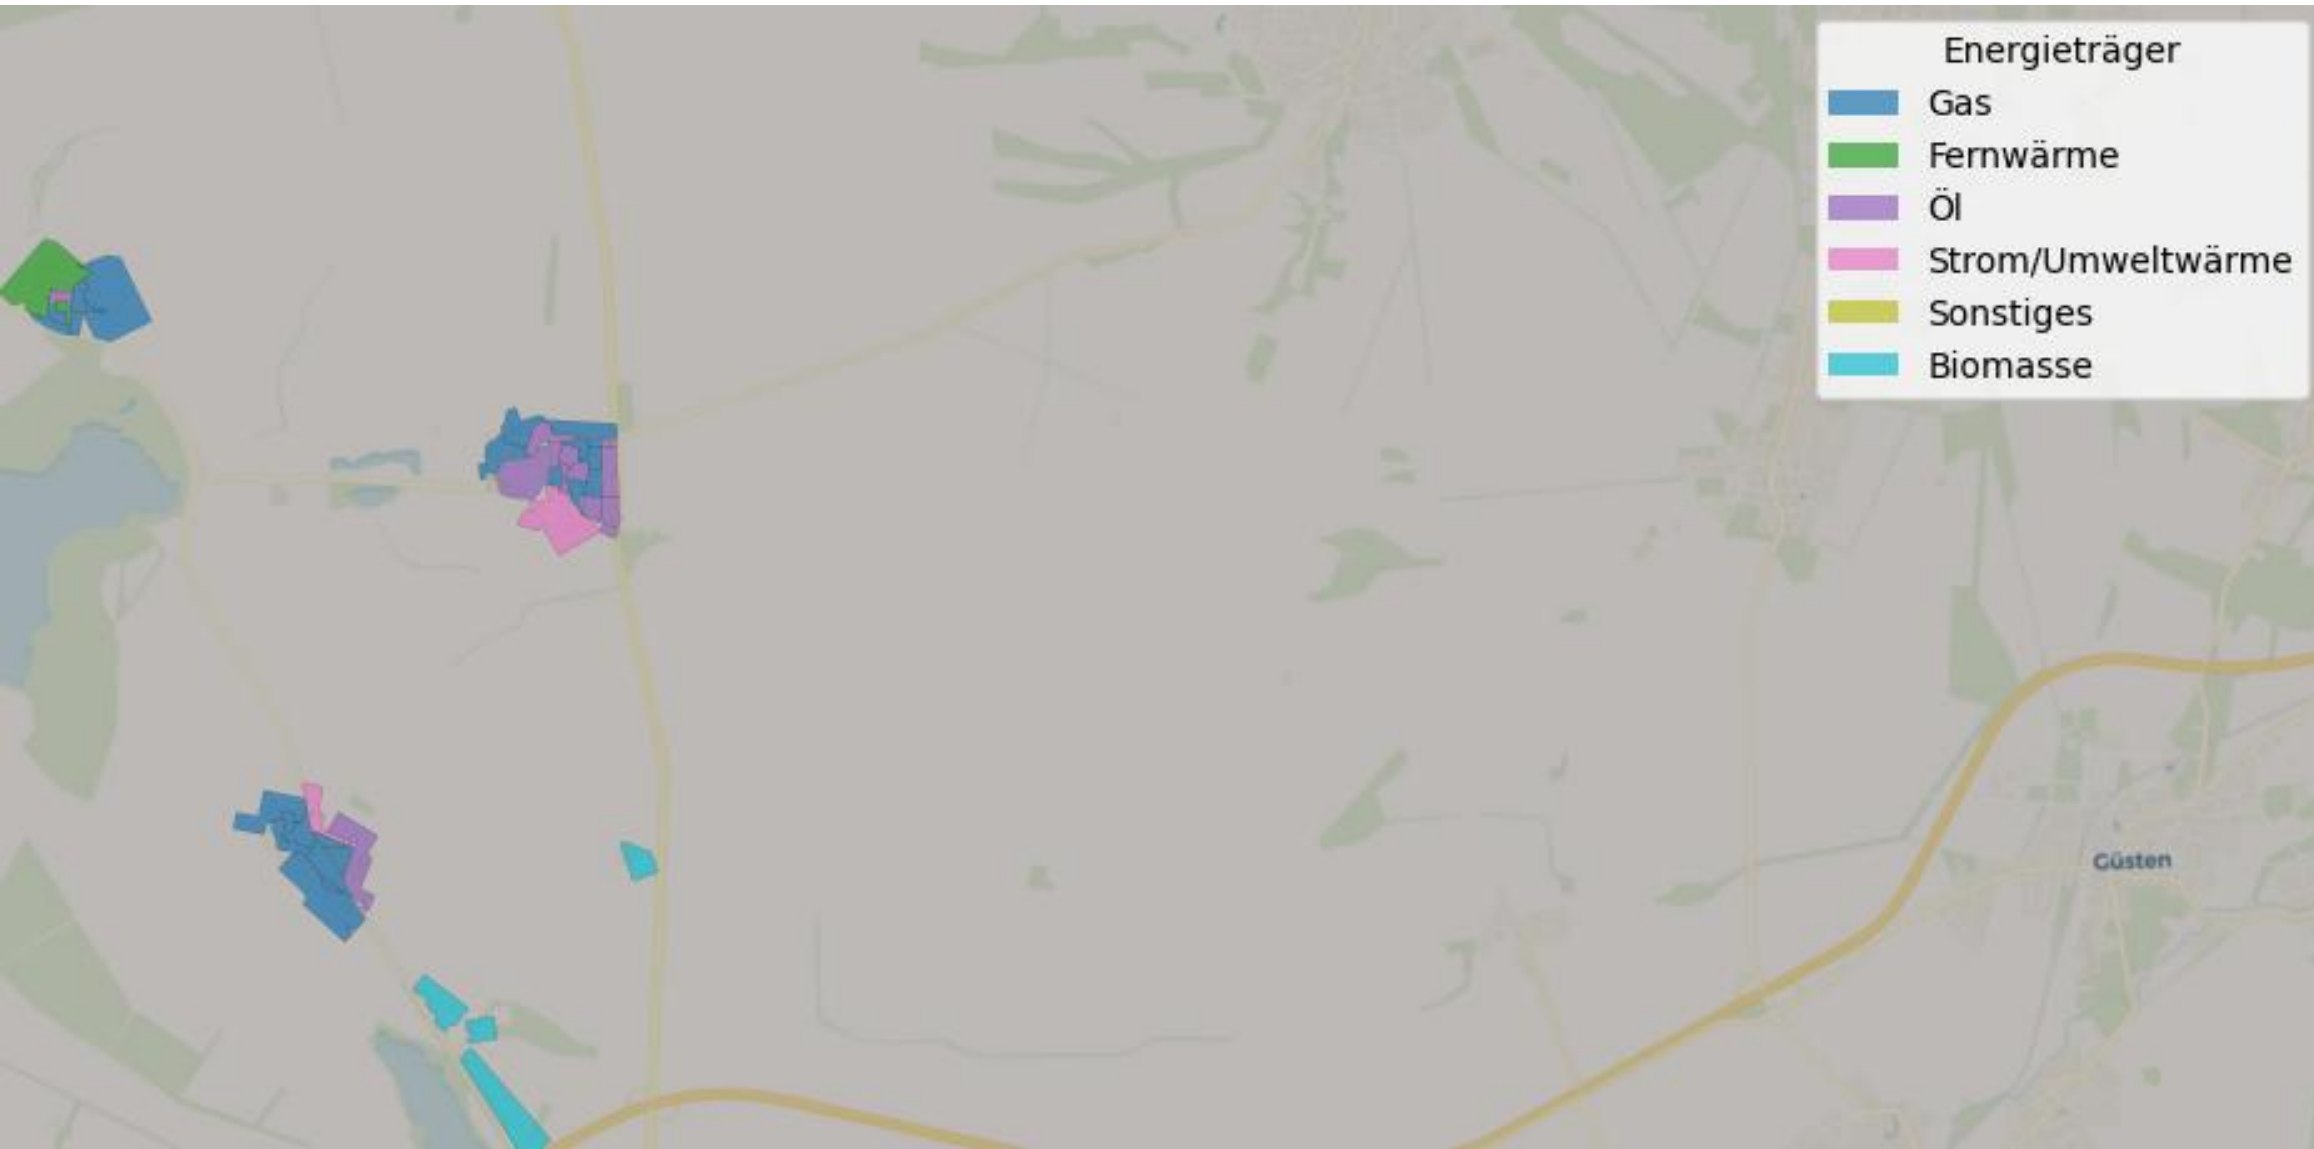 Energieträger
Gas
Fernwärme
Öl
Strom/Umweltwärme
Sonstiges
Biomasse
Güsten